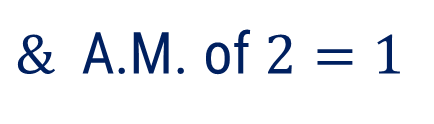 & A.M. of 2 = 1